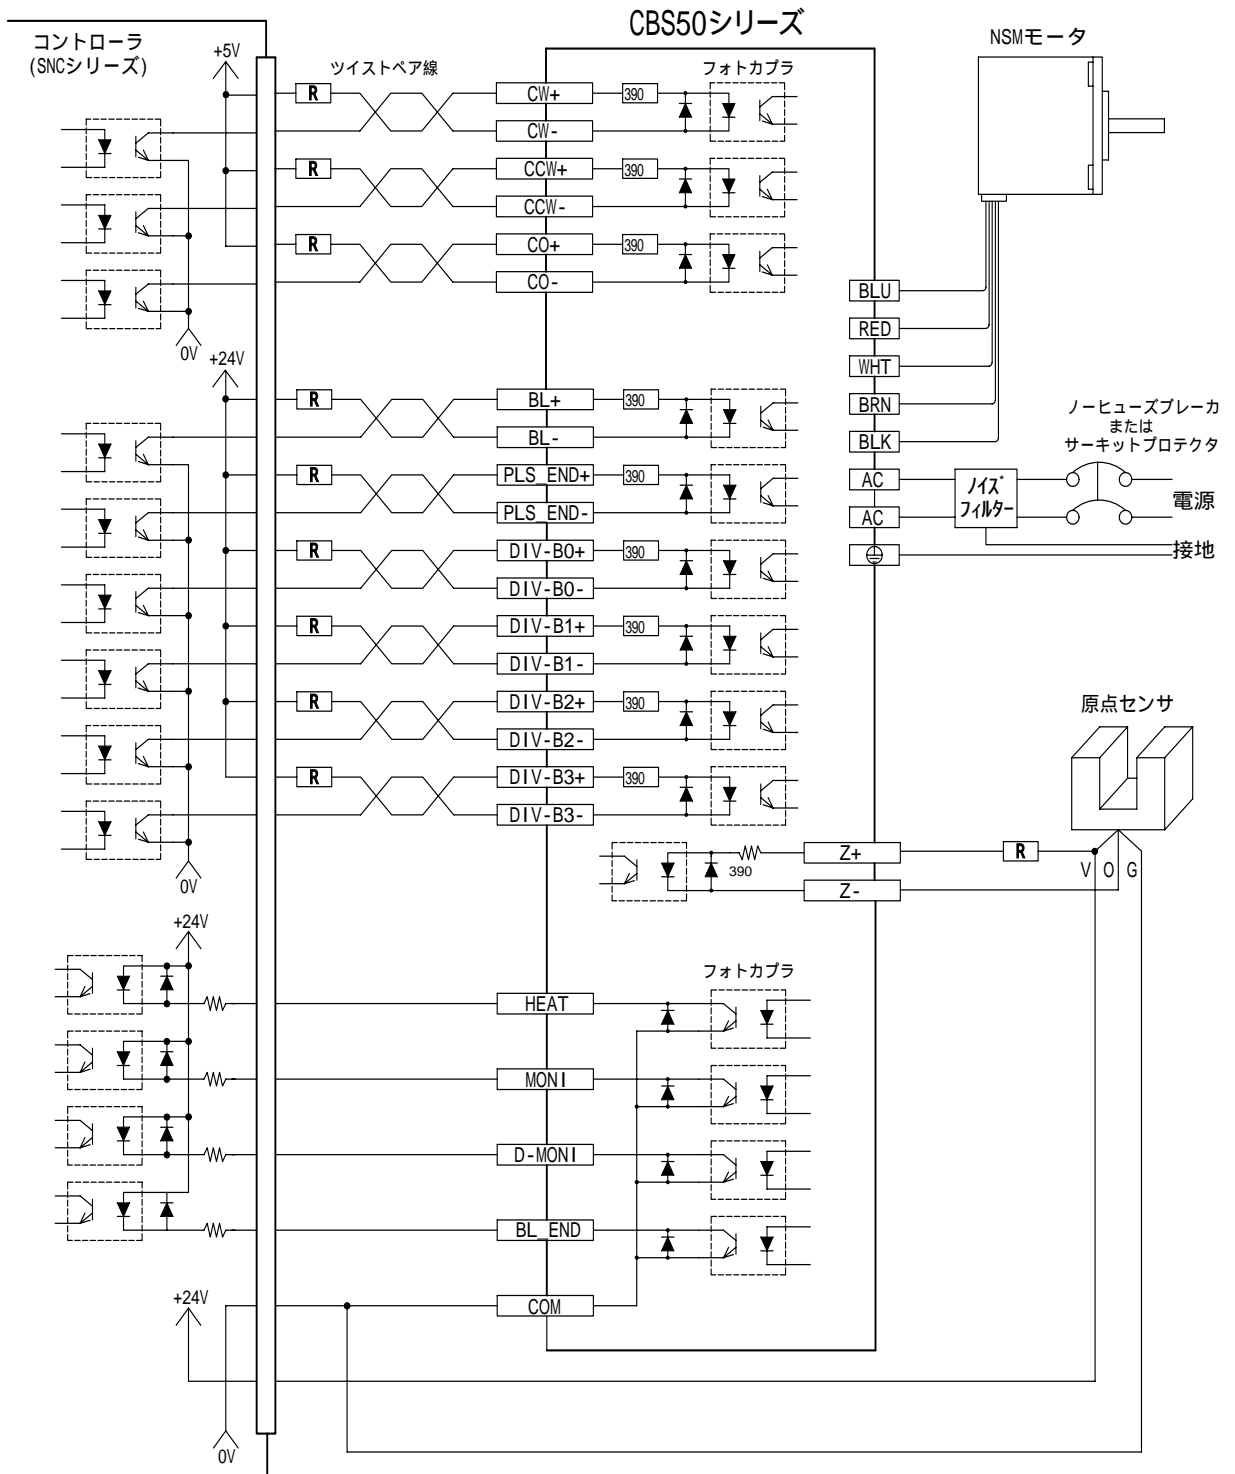 CBS50シリーズ
コントローラ
(SNCシリーズ)
+5V
ツイストペア線
フォトカプラ
NSMモータ
R
CW+
390
CW-
R
CCW+
390
CCW-
R
CO+
390
CO-
0V
BLU
RED
WHT
BRN
BLK
AC
AC
ノイズ
フィルター
ノーヒューズブレーカ
または
サーキットプロテクタ
電源
接地
+24V
R
BL+
390
BL-
R
PLS_END+
390
PLS_END-
R
DIV-B0+
390
DIV-B0-
R
DIV-B1+
390
DIV-B1-
R
DIV-B2+
390
DIV-B2-
R
DIV-B3+
390
DIV-B3-
0V
原点センサ
390
Z+
R
Z-
V O G
+24V
フォトカプラ
HEAT
MONI
D-MONI
BL_END
+24V
COM
0V